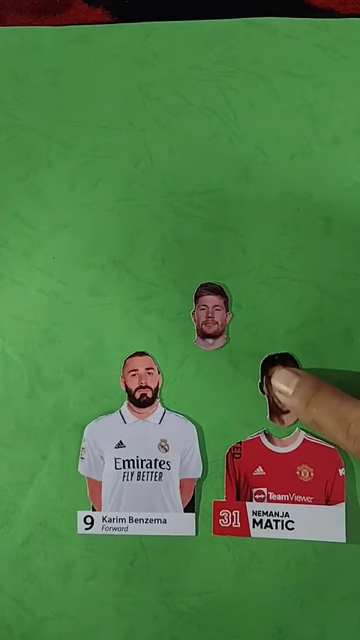 Emirates
FLY BETTER
9 Karim Benzema
Forward
TeamViewer
31 NEMANJA
MATIC